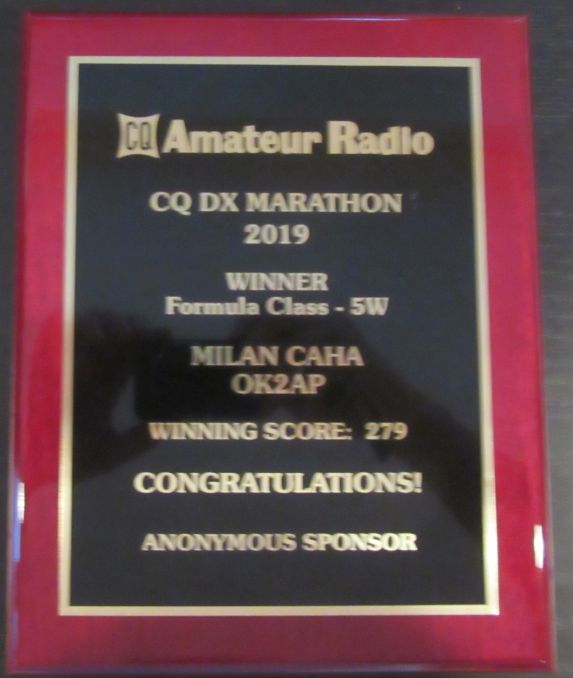 CQ Amateur Radio
CQ DX MARATHON
2019
WINNER
Formula Class - 5W
MILAN CAHA
OK2AP
WINNING SCORE: 279
CONGRATULATIONS!
ANONYMOUS SPONSOR